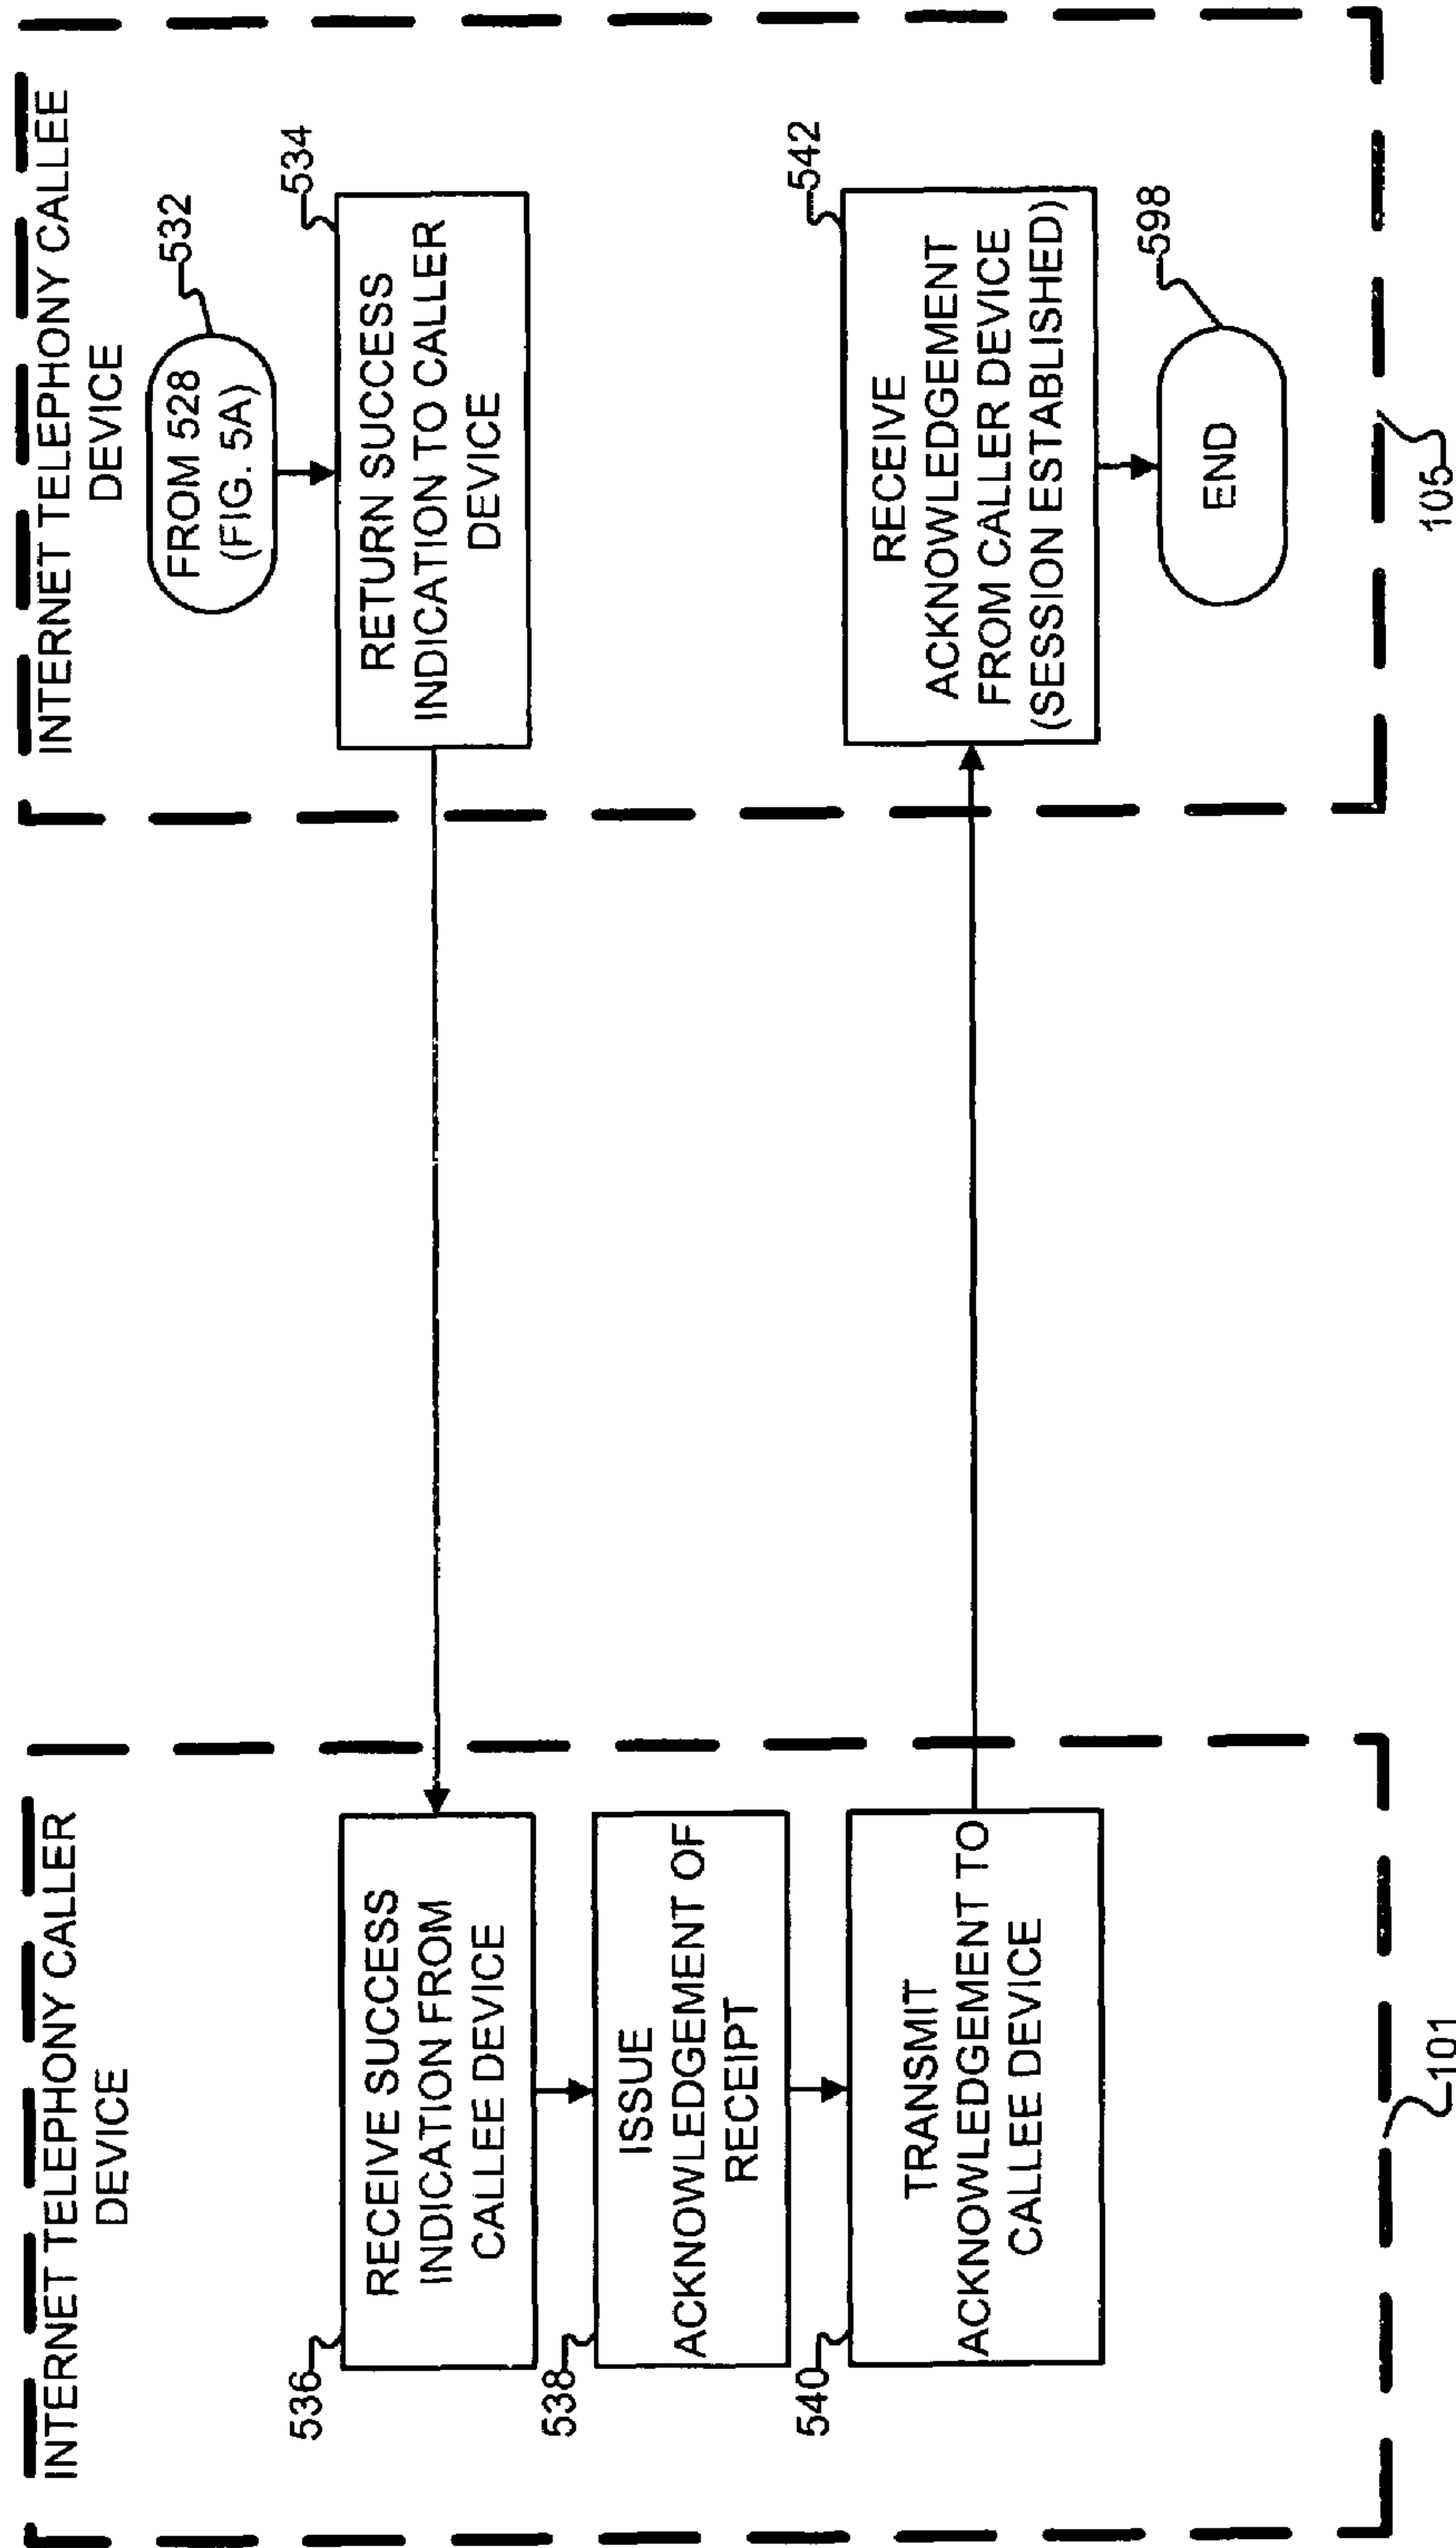 INTERNET TELEPHONY CALLER
DEVICE
536
RECEIVE SUCCESS
INDICATION FROM
CALLEE DEVICE
538
ISSUE
ACKNOWLEDGEMENT OF
RECEIPT
540
TRANSMIT
ACKNOWLEDGEMENT TO
CALLEE DEVICE
101
INTERNET TELEPHONY CALLEE
DEVICE
532
FROM 528
(FIG. 5A)
534
RETURN SUCCESS
INDICATION TO CALLER
DEVICE
542
RECEIVE
ACKNOWLEDGEMENT
FROM CALLER DEVICE
(SESSION ESTABLISHED)
598
END
105